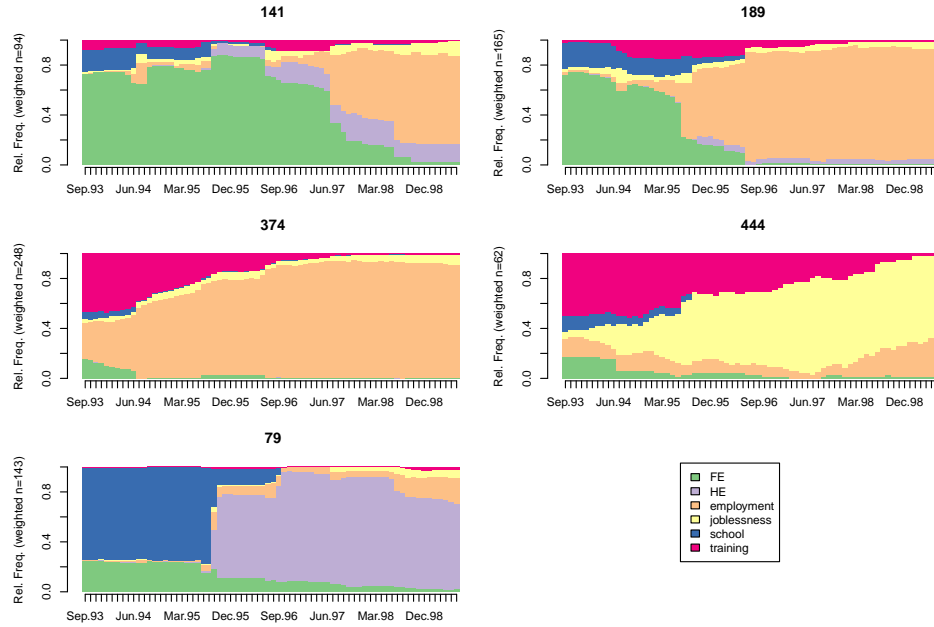 141
Rel. Freq. (weighted n=94)
0.0 0.4 0.8
Sep.93 Jun.94 Mar.95 Dec.95 Sep.96 Jun.97 Mar.98 Dec.98
189
Rel. Freq. (weighted n=165)
0.0 0.4 0.8
Sep.93 Jun.94 Mar.95 Dec.95 Sep.96 Jun.97 Mar.98 Dec.98
374
Rel. Freq. (weighted n=248)
0.0 0.4 0.8
Sep.93 Jun.94 Mar.95 Dec.95 Sep.96 Jun.97 Mar.98 Dec.98
444
Rel. Freq. (weighted n=62)
0.0 0.4 0.8
Sep.93 Jun.94 Mar.95 Dec.95 Sep.96 Jun.97 Mar.98 Dec.98
79
Rel. Freq. (weighted n=143)
0.0 0.4 0.8
Sep.93 Jun.94 Mar.95 Dec.95 Sep.96 Jun.97 Mar.98 Dec.98
FE
HE
employment
joblessness
school
training